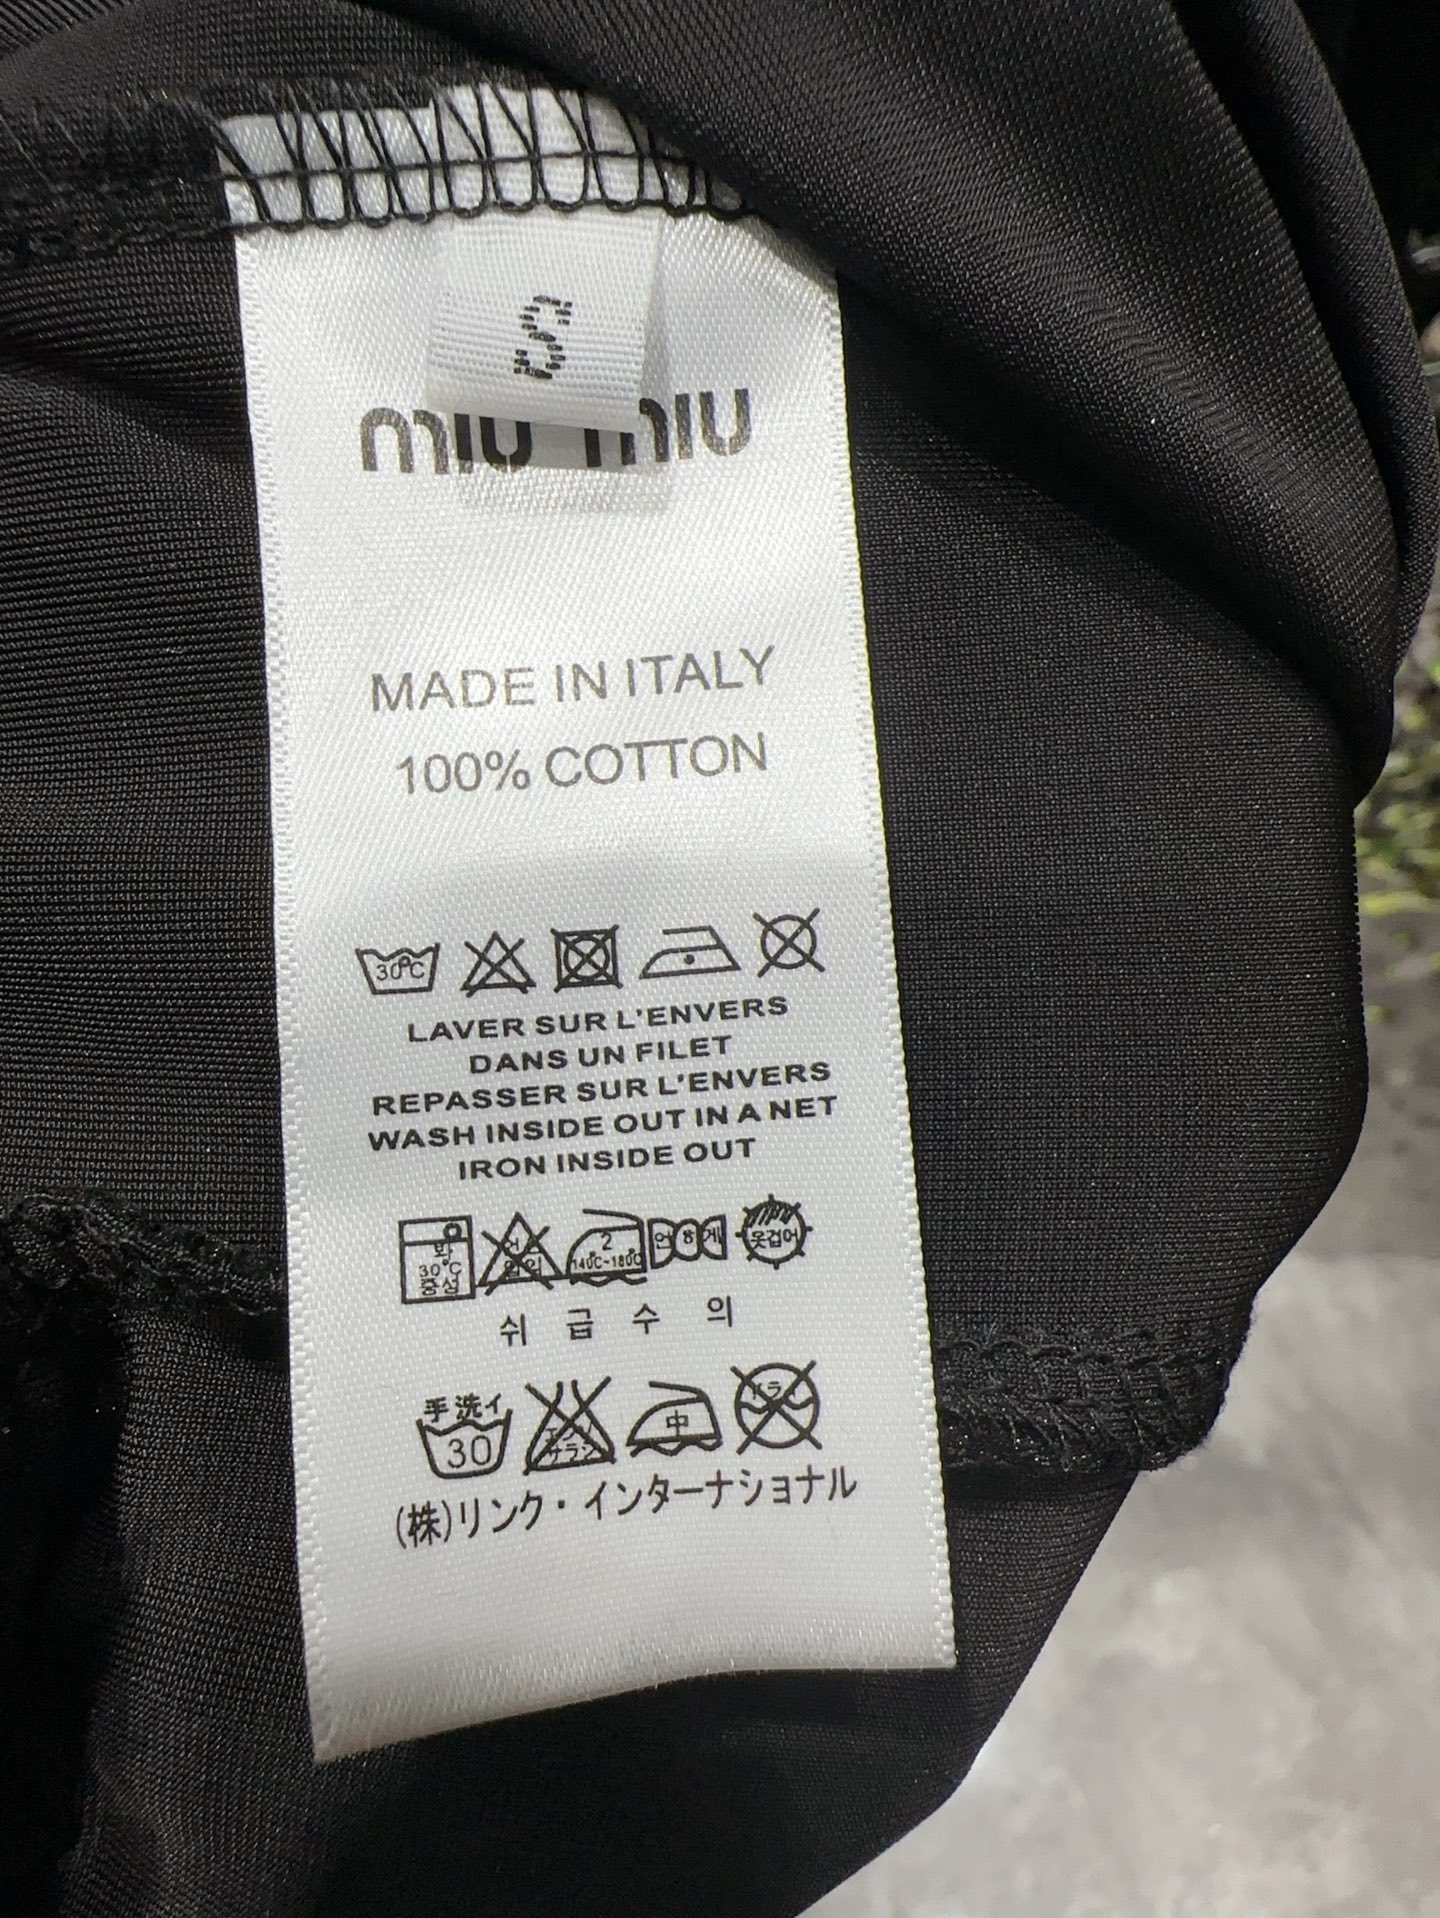 S
miu miu
MADE IN ITALY
100% COTTON
30°C
LAVER SUR L'ENVERS
DANS UN FILET
REPASSER SUR L'ENVERS
WASH INSIDE OUT IN A NET
IRON INSIDE OUT
30°C
중성
2
140C~180C
쉬 급 수 의
手洗イ
30
中
(株)リンク・インターナショナル